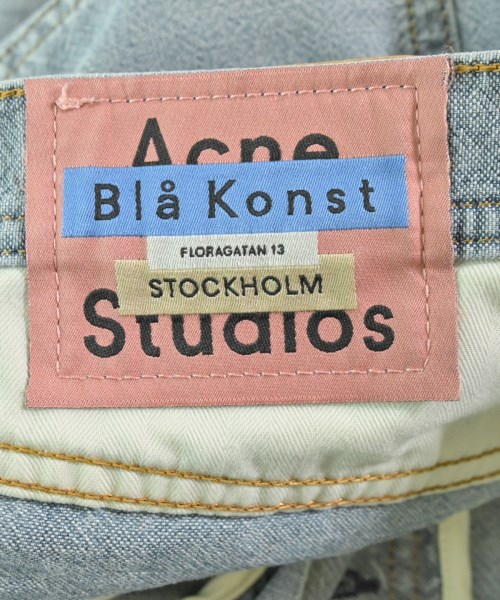 Acne
Blå Konst
FLORAGATAN 13
STOCKHOLM
Studios